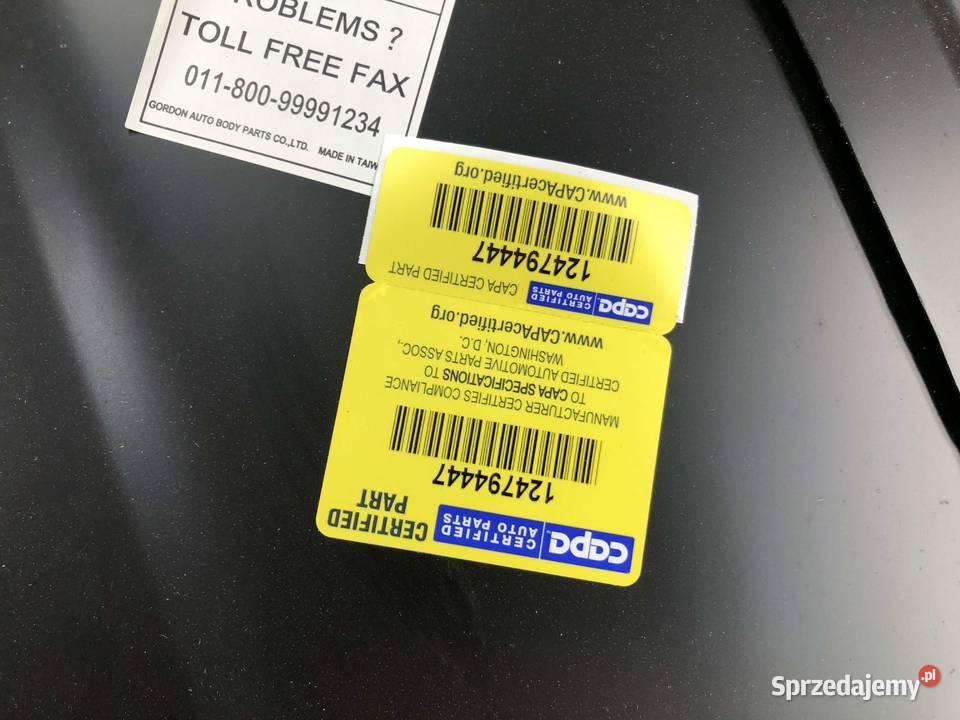 ROBLEMS ?
TOLL FREE FAX
011-800-99991234
GORDON AUTO BODY PARTS CO.,LTD. MADE IN TAIW
capa CERTIFIED AUTO PARTS
CERTIFIED PART
124794447
MANUFACTURER CERTIFIES COMPLIANCE
TO CAPA SPECIFICATIONS TO
CERTIFIED AUTOMOTIVE PARTS ASSOC.,
WASHINGTON, D.C.
www.CAPAcertified.org
capa CERTIFIED AUTO PARTS
CAPA CERTIFIED PART
124794447
www.CAPAcertified.org
Sprzedajemy.pl